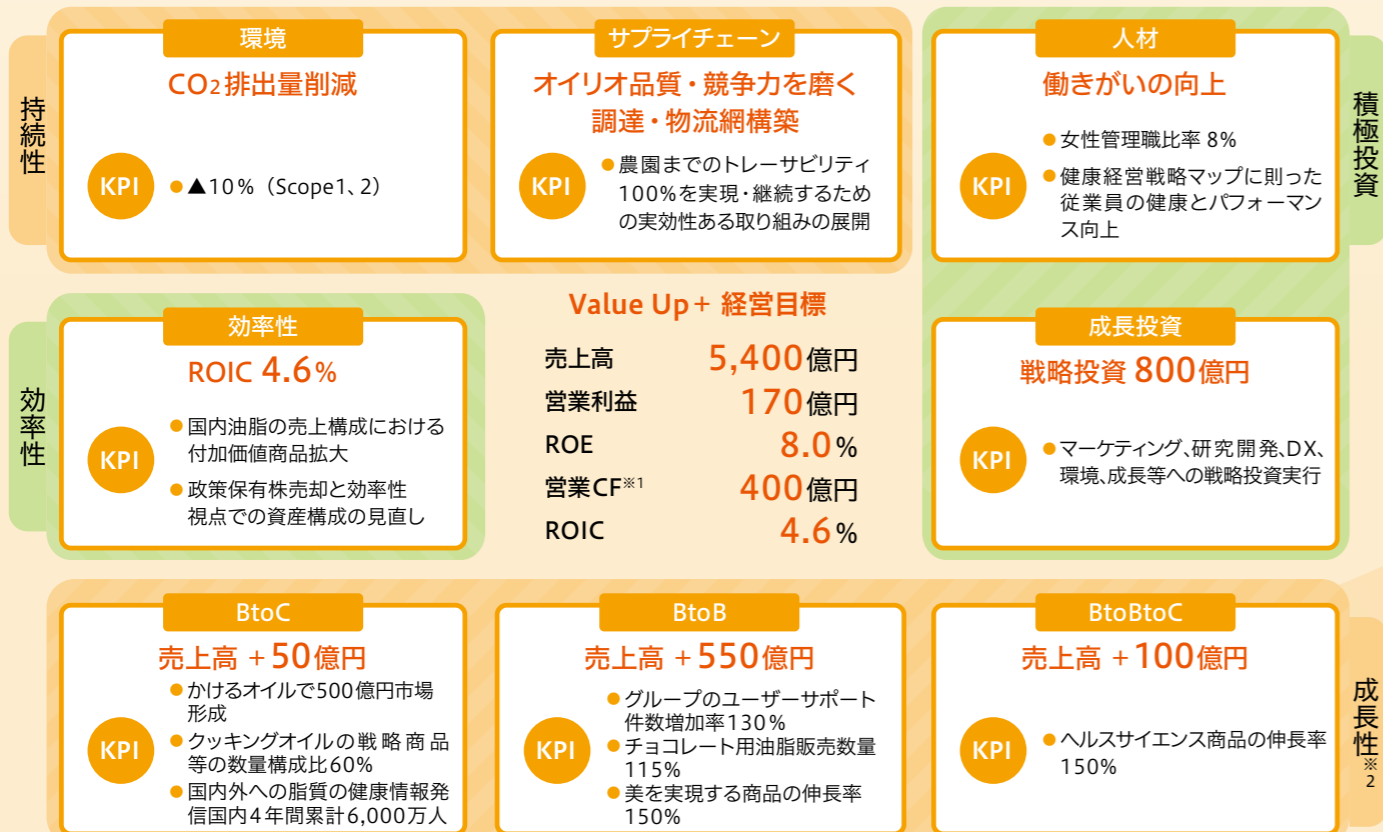 持続性
環境
CO2排出量削減
KPI
●▲10%（Scope1、2）
サプライチェーン
オイリオ品質・競争力を磨く
調達・物流網構築
KPI
●農園までのトレーサビリティ
100%を実現・継続するため
の実効性ある取り組みの展開
積極投資
人材
働きがいの向上
KPI
●女性管理職比率 8%
●健康経営戦略マップに則った
従業員の健康とパフォーマン
ス向上
効率性
効率性
ROIC 4.6%
KPI
●国内油脂の売上構成における
付加価値商品拡大
●政策保有株売却と効率性
視点での資産構成の見直し
Value Up+ 経営目標
売上高 5,400億円
営業利益 170億円
ROE 8.0%
営業CF※1 400億円
ROIC 4.6%
成長投資
戦略投資 800億円
KPI
●マーケティング、研究開発、DX、
環境、成長等への戦略投資実行
BtoC
売上高 +50億円
KPI
●かけるオイルで500億円市場
形成
●クッキングオイルの戦略商品
等の数量構成比60%
●国内外への脂質の健康情報発
信国内4年間累計6,000万人
BtoB
売上高 +550億円
KPI
●グループのユーザーサポート
件数増加率130%
●チョコレート用油脂販売数量
115%
●美を実現する商品の伸長率
150%
BtoBtoC
売上高 +100億円
KPI
●ヘルスサイエンス商品の伸長率
150%
成長性※2